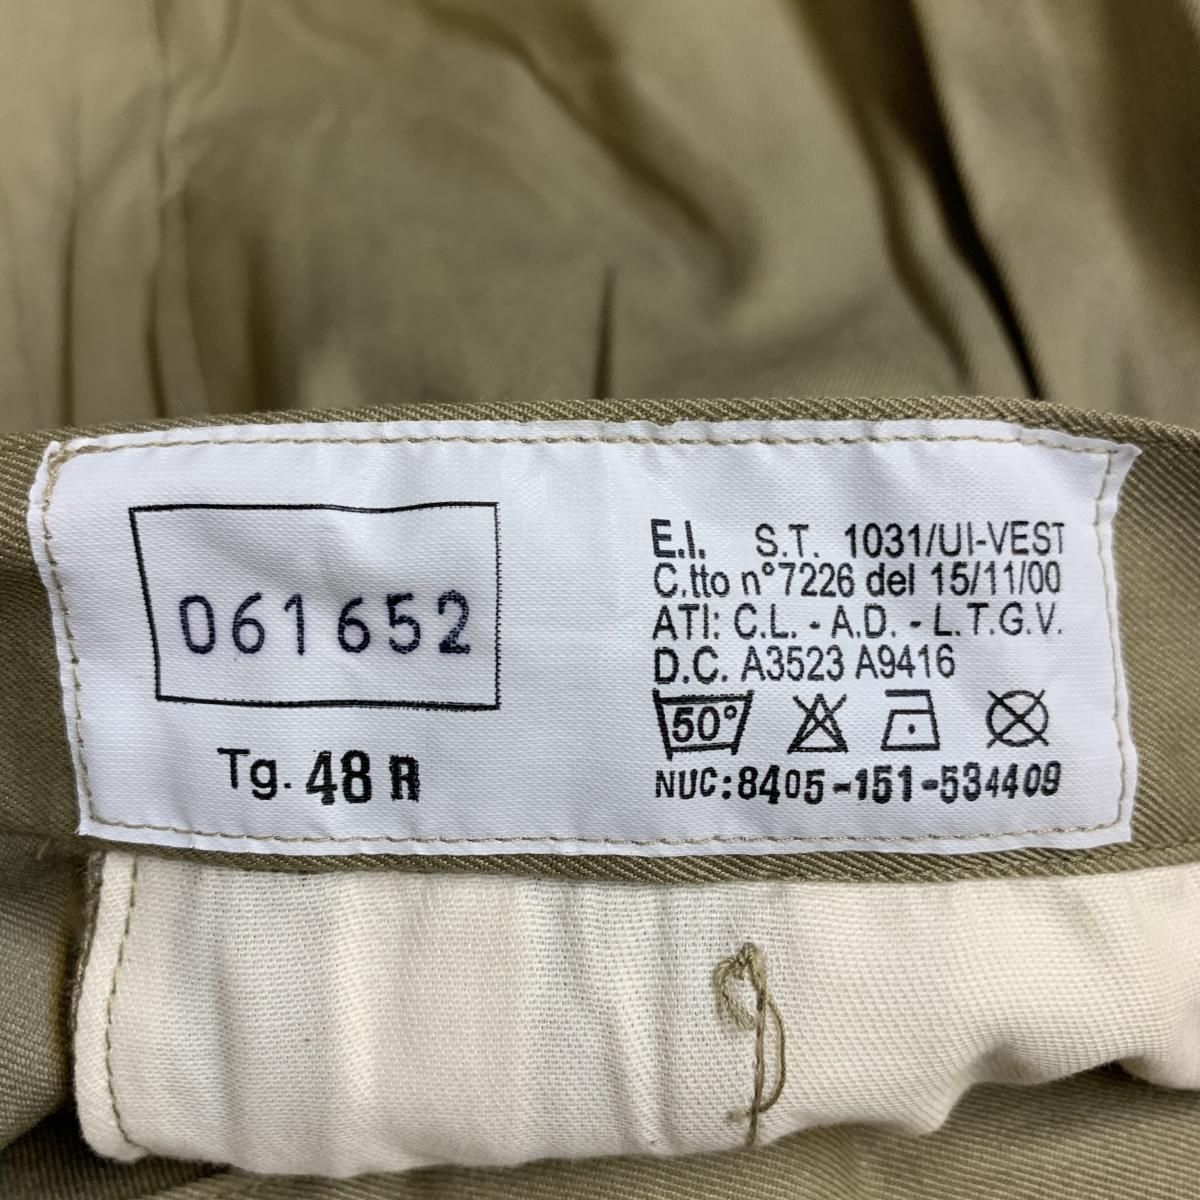 061652
Tg. 48 R
E.I. S.T. 1031/UI-VEST
C.tto n°7226 del 15/11/00
ATI: C.L. - A.D. - L.T.G.V.
D.C. A3523 A9416
50°
NUC:8405-151-534409